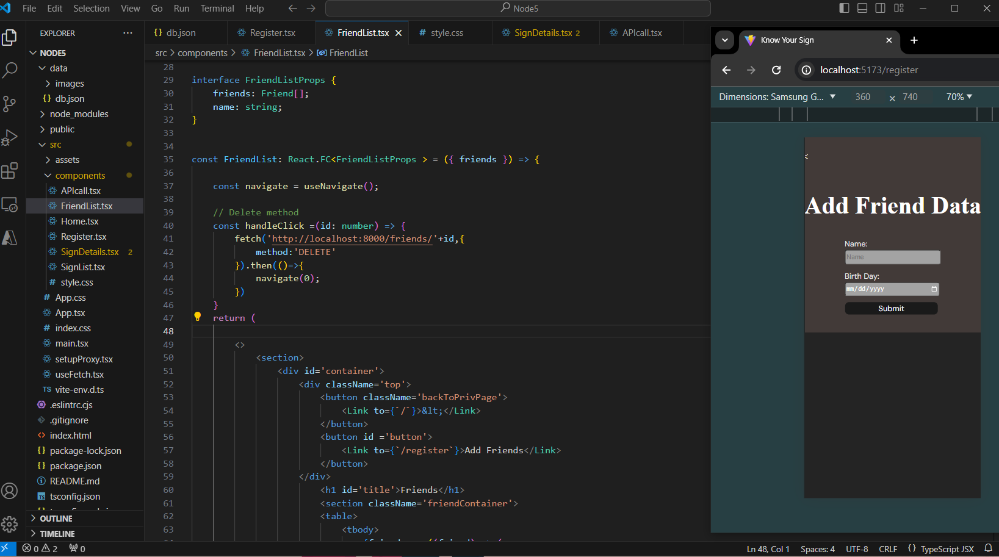 File Edit Selection View Go Run Terminal Help
Node5
EXPLORER
NODE5
data
images
{} db.json
node_modules
public
src
assets
components
APIcall.tsx
FriendList.tsx
Home.tsx
Register.tsx
SignDetails.tsx 2
SignList.tsx
# style.css
# App.css
App.tsx
# index.css
main.tsx
setupProxy.tsx
useFetch.tsx
TS vite-env.d.ts
.eslintrc.cjs
.gitignore
<> index.html
{} package-lock.json
{} package.json
README.md
TS tsconfig.json
OUTLINE
TIMELINE
{} db.json Register.tsx FriendList.tsx # style.css SignDetails.tsx 2 APIcall.tsx
src > components > FriendList.tsx > FriendList
28
29 interface FriendListProps {
30 friends: Friend[];
31 name: string;
32 }
33
34
35 const FriendList: React.FC<FriendListProps > = ({ friends }) => {
36
37 const navigate = useNavigate();
38
39 // Delete method
40 const handleClick =(id: number) => {
41 fetch('http://localhost:8000/friends/'+id,{
42 method:'DELETE'
43 }).then(()=>{
44 navigate(0);
45 })
46 }
47 return (
48
49 <>
50 <section>
51 <div id='container'>
52 <div className='top'>
53 <button className='backToPrivPage'>
54 <Link to={`/`}>&lt;</Link>
55 </button>
56 <button id ='button'>
57 <Link to={`/register`}>Add Friends</Link>
58 </button>
59 </div>
60 <h1 id='title'>Friends</h1>
61 <section className='friendContainer'>
62 <table>
63 <tbody>
Know Your Sign
localhost:5173/register
Dimensions: Samsung G... 360 × 740 70%
<
Add Friend Data
Name:
Name
Birth Day:
mm/dd/yyyy
Submit
0 2 0
Ln 48, Col 1 Spaces: 4 UTF-8 CRLF {} TypeScript JSX